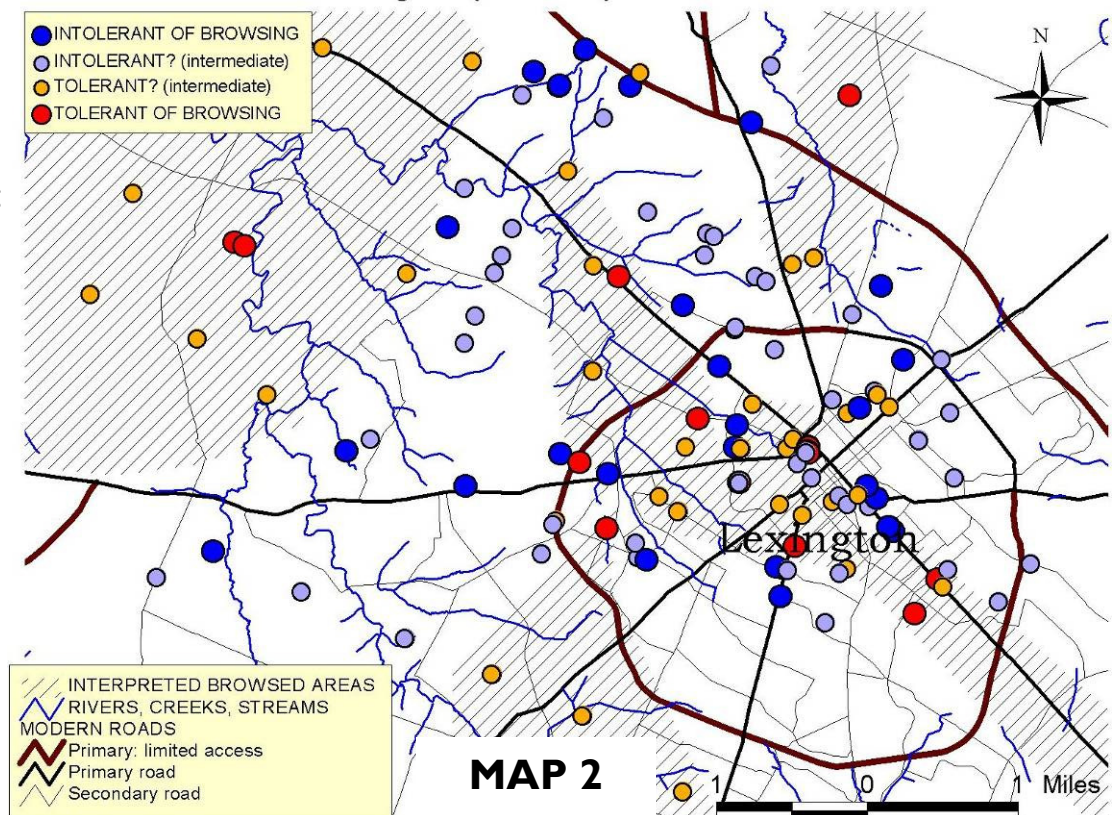 INTOLERANT OF BROWSING
INTOLERANT? (intermediate)
TOLERANT? (intermediate)
TOLERANT OF BROWSING
N
Lexington
INTERPRETED BROWSED AREAS
RIVERS, CREEKS, STREAMS
MODERN ROADS
Primary: limited access
Primary road
Secondary road
MAP 2
1 0 1 Miles